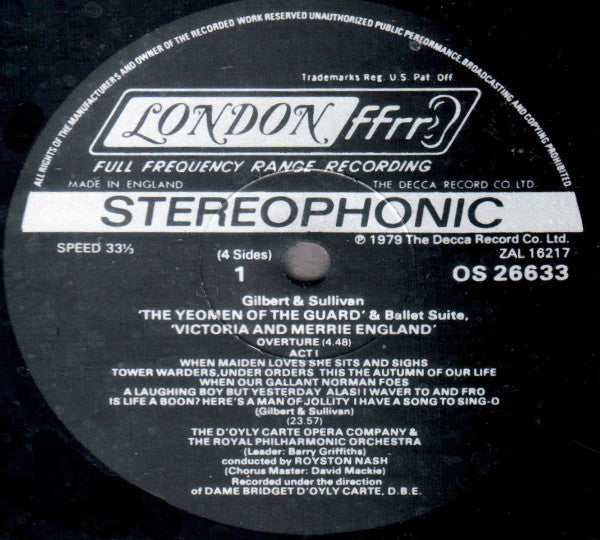 ALL RIGHTS OF THE MANUFACTURERS AND OWNER OF THE RECORDED WORK RESERVED UNAUTHORIZED PUBLIC PERFORMANCE, BROADCASTING AND COPYING PROHIBITED
Trademarks Reg. U.S. Pat. Off
LONDON ffrr
FULL FREQUENCY RANGE RECORDING
MADE IN ENGLAND THE DECCA RECORD CO LTD.
STEREOPHONIC
℗ 1979 The Decca Record Co. Ltd.
SPEED 33⅓ (4 Sides) ZAL 16217
1 OS 26633
Gilbert & Sullivan
'THE YEOMEN OF THE GUARD' & Ballet Suite,
'VICTORIA AND MERRIE ENGLAND'
OVERTURE (4.48)
ACT I
WHEN MAIDEN LOVES SHE SITS AND SIGHS
TOWER WARDERS, UNDER ORDERS THIS THE AUTUMN OF OUR LIFE
WHEN OUR GALLANT NORMAN FOES
A LAUGHING BOY BUT YESTERDAY ALAS! I WAVER TO AND FRO
IS LIFE A BOON? HERE'S A MAN OF JOLLITY I HAVE A SONG TO SING-O
(Gilbert & Sullivan)
(23.57)
THE D'OYLY CARTE OPERA COMPANY &
THE ROYAL PHILHARMONIC ORCHESTRA
(Leader: Barry Griffiths)
conducted by ROYSTON NASH
(Chorus Master: David Mackie)
Recorded under the direction
of DAME BRIDGET D'OYLY CARTE, D.B.E.